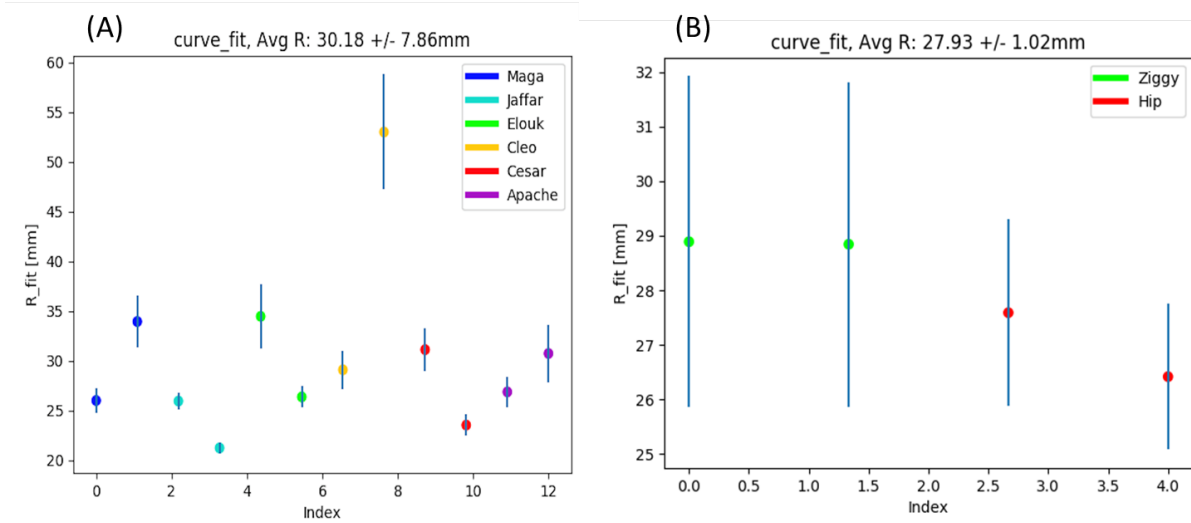 (A)
curve_fit, Avg R: 30.18 +/- 7.86mm
60
55
50
45
40
35
30
25
20
R_fit [mm]
Maga
Jaffar
Elouk
Cleo
Cesar
Apache
0 2 4 6 8 10 12
Index
(B)
curve_fit, Avg R: 27.93 +/- 1.02mm
32
31
30
29
28
27
26
25
R_fit [mm]
Ziggy
Hip
0.0 0.5 1.0 1.5 2.0 2.5 3.0 3.5 4.0
Index